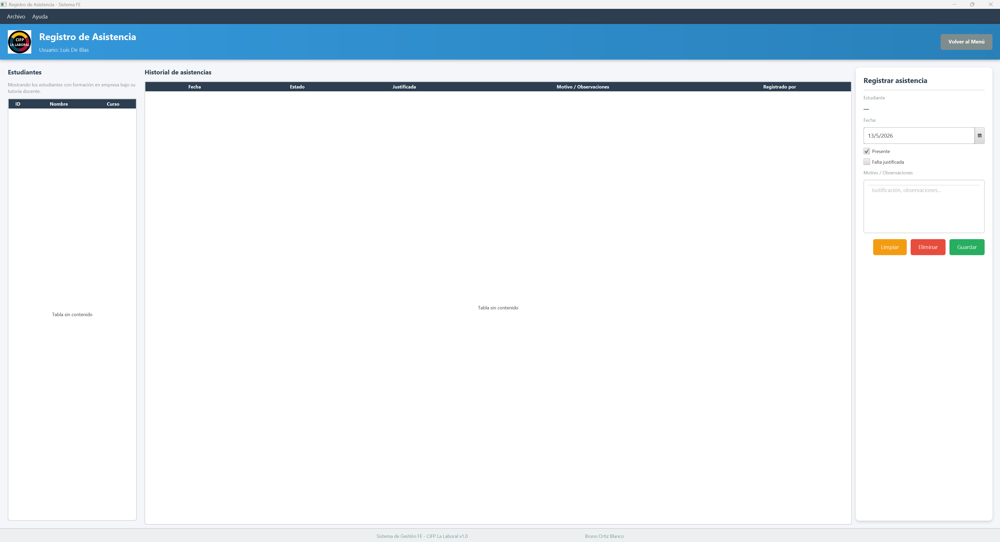 Registro de Asistencia - Sistema FE
Archivo Ayuda
CIFP
LA LABORAL
Registro de Asistencia
Usuario: Luis De Blas
Volver al Menú
Estudiantes
Mostrando los estudiantes con formación en empresa bajo su
tutoría docente.
ID Nombre Curso
Tabla sin contenido
Historial de asistencias
Fecha Estado Justificada Motivo / Observaciones Registrado por
Tabla sin contenido
Registrar asistencia
Estudiante
—
Fecha
13/5/2026
Presente
Falta justificada
Motivo / Observaciones
Justificación, observaciones...
Limpiar Eliminar Guardar
Sistema de Gestión FE - CIFP La Laboral v1.0 Bruno Ortiz Blanco